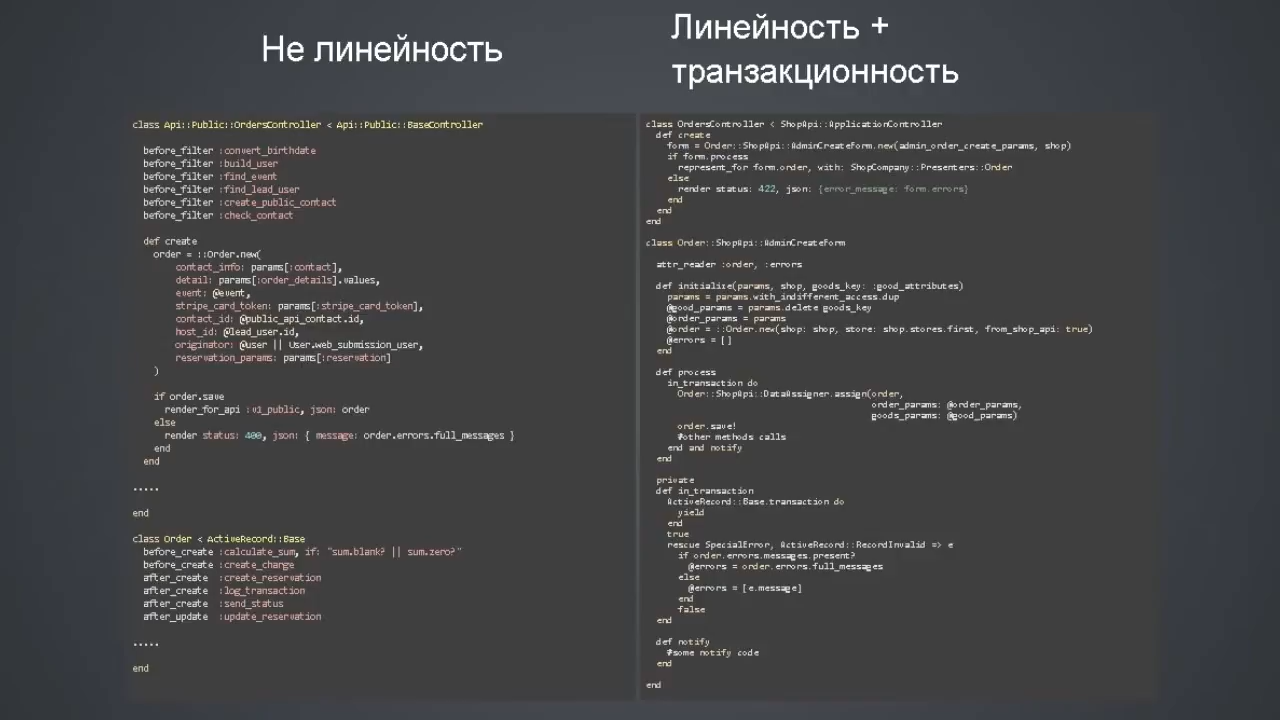 Не линейность
class Api::Public::OrdersController < Api::Public::BaseController
before_filter :convert_birthdate
before_filter :build_user
before_filter :find_event
before_filter :find_lead_user
before_filter :create_public_contact
before_filter :check_contact
def create
order = ::Order.new(
contact_info: params[:contact],
detail: params[:order_details].values,
event: @event,
stripe_card_token: params[:stripe_card_token],
contact_id: @public_api_contact.id,
host_id: @lead_user.id,
originator: @user || User.web_submission_user,
reservation_params: params[:reservation]
)
if order.save
render_for_api :v1_public, json: order
else
render status: 400, json: { message: order.errors.full_messages }
end
end
.....
end
class Order < ActiveRecord::Base
before_create :calculate_sum, if: "sum.blank? || sum.zero?"
before_create :create_charge
after_create :create_reservation
after_create :log_transaction
after_create :send_status
after_update :update_reservation
.....
end
Линейность +
транзакционность
class OrdersController < ShopApi::ApplicationController
def create
form = Order::ShopApi::AdminCreateForm.new(admin_order_create_params, shop)
if form.process
represent_for form.order, with: ShopCompany::Presenters::Order
else
render status: 422, json: {error_message: form.errors}
end
end
end
class Order::ShopApi::AdminCreateForm
attr_reader :order, :errors
def initialize(params, shop, goods_key: :good_attributes)
params = params.with_indifferent_access.dup
@good_params = params.delete goods_key
@order_params = params
@order = ::Order.new(shop: shop, store: shop.stores.first, from_shop_api: true)
@errors = []
end
def process
in_transaction do
Order::ShopApi::DataAssigner.assign(order,
order_params: @order_params,
goods_params: @good_params)
order.save!
#other methods calls
end and notify
end
private
def in_transaction
ActiveRecord::Base.transaction do
yield
end
true
rescue SpecialError, ActiveRecord::RecordInvalid => e
if order.errors.messages.present?
@errors = order.errors.full_messages
else
@errors = [e.message]
end
false
end
def notify
#some notify code
end
end